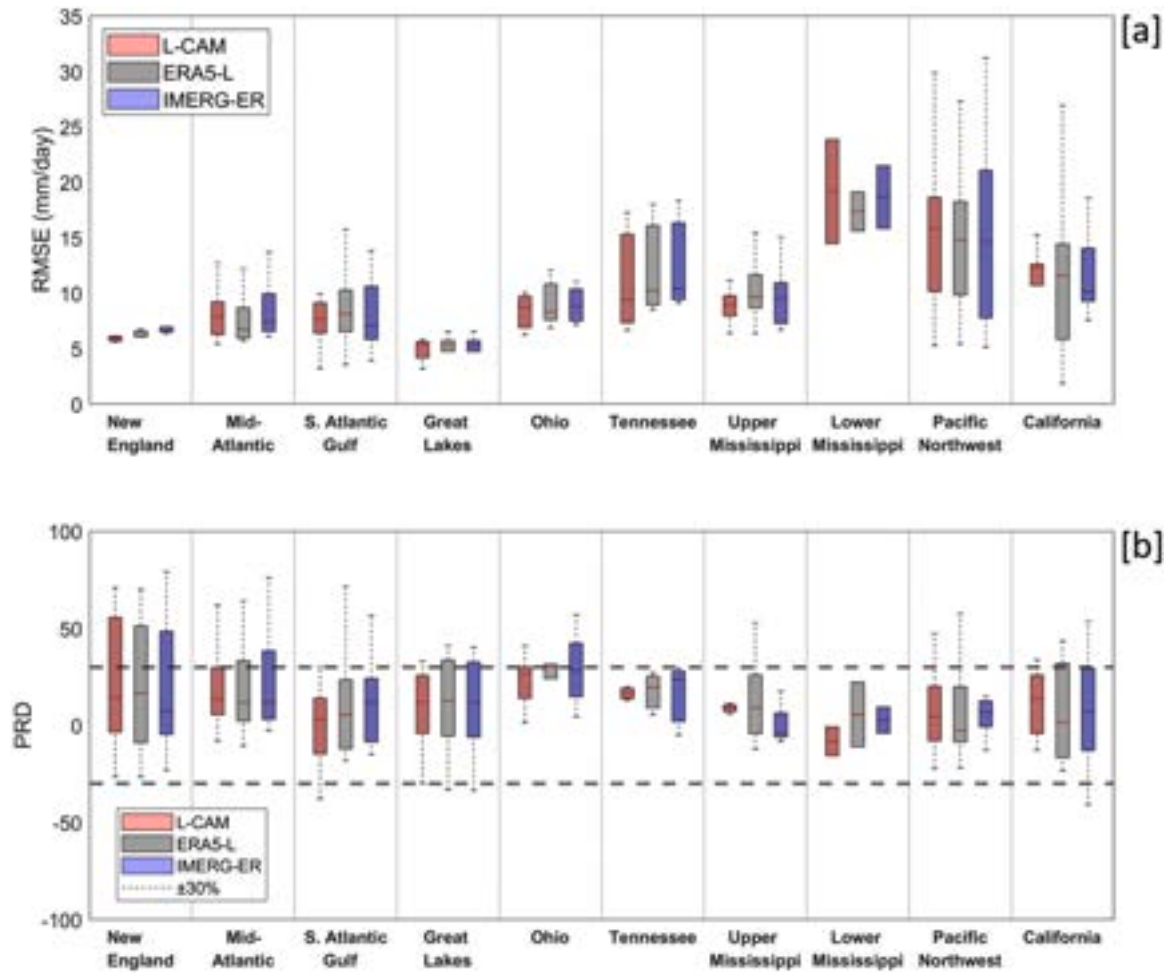 35
30
25
20
15
10
5
0
RMSE (mm/day)
L-CAM
ERA5-L
IMERG-ER
[a]
New England
Mid-Atlantic
S. Atlantic Gulf
Great Lakes
Ohio
Tennessee
Upper Mississippi
Lower Mississippi
Pacific Northwest
California
100
50
0
-50
-100
PRD
[b]
L-CAM
ERA5-L
IMERG-ER
±30%
New England
Mid-Atlantic
S. Atlantic Gulf
Great Lakes
Ohio
Tennessee
Upper Mississippi
Lower Mississippi
Pacific Northwest
California